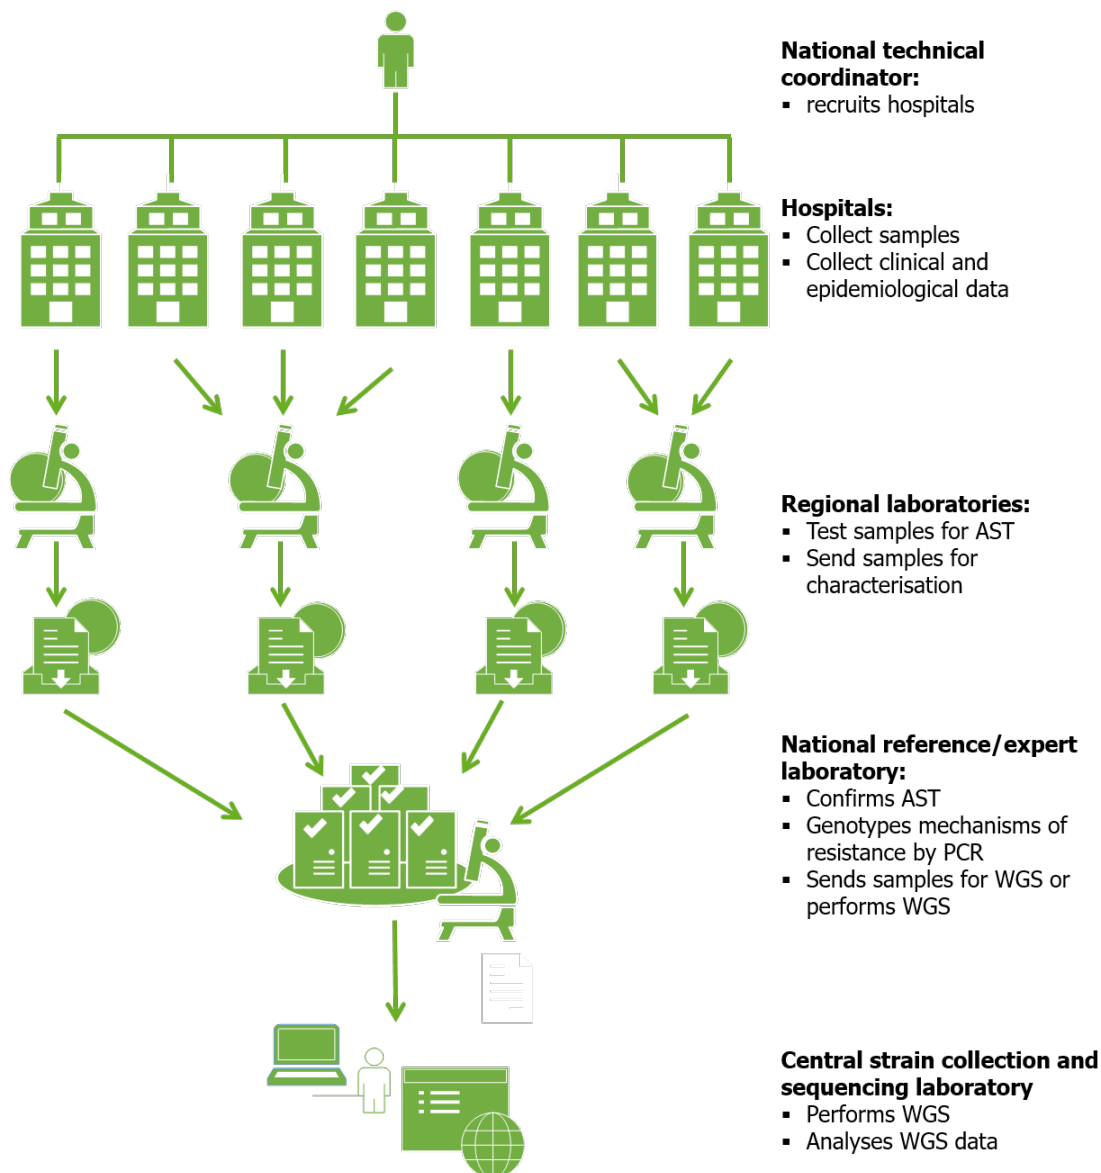 National technical
coordinator:
▪ recruits hospitals
Hospitals:
▪ Collect samples
▪ Collect clinical and
epidemiological data
Regional laboratories:
▪ Test samples for AST
▪ Send samples for
characterisation
National reference/expert
laboratory:
▪ Confirms AST
▪ Genotypes mechanisms of
resistance by PCR
▪ Sends samples for WGS or
performs WGS
Central strain collection and
sequencing laboratory
▪ Performs WGS
▪ Analyses WGS data